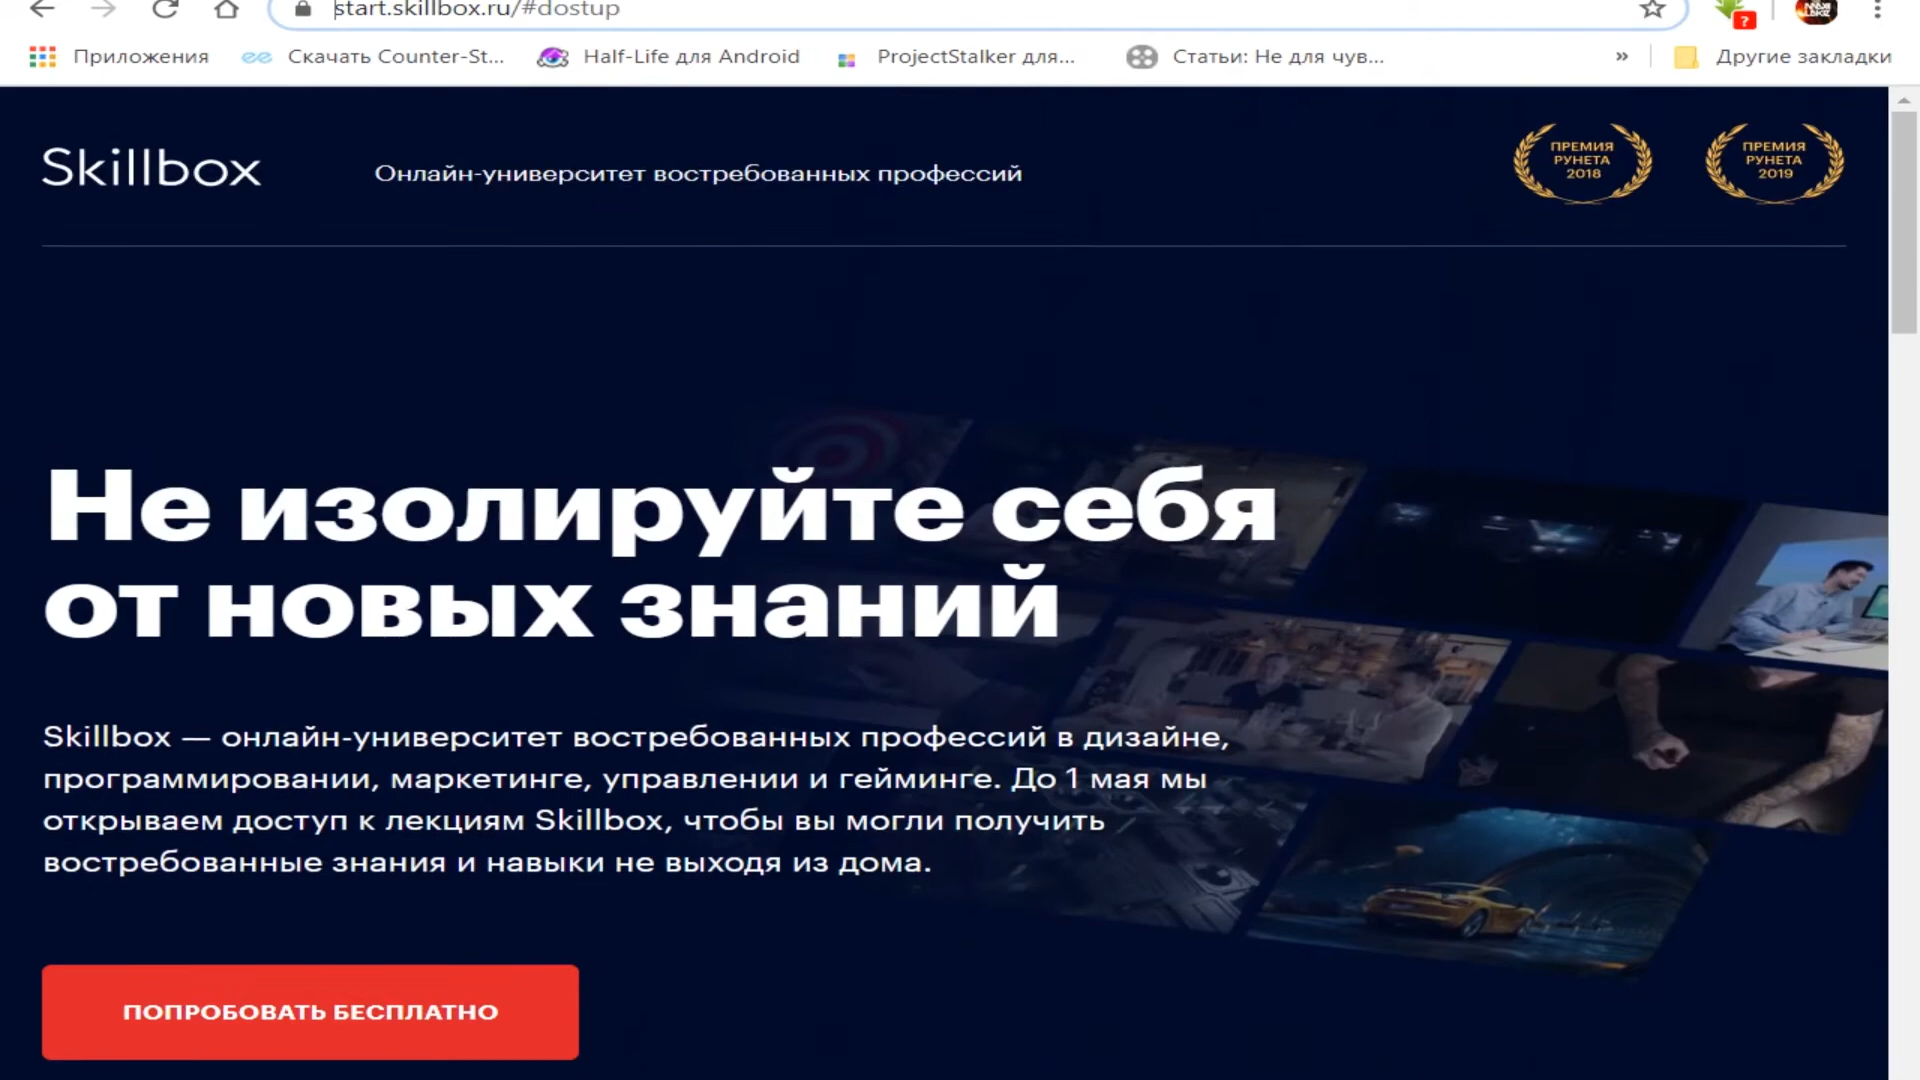 start.skillbox.ru/#dostup
Приложения
Скачать Counter-St...
Half-Life для Android
ProjectStalker для...
Статьи: Не для чув...
»
Другие закладки
Skillbox
Онлайн-университет востребованных профессий
ПРЕМИЯ
РУНЕТА
2018
ПРЕМИЯ
РУНЕТА
2019
Не изолируйте себя
от новых знаний
Skillbox — онлайн-университет востребованных профессий в дизайне,
программировании, маркетинге, управлении и гейминге. До 1 мая мы
открываем доступ к лекциям Skillbox, чтобы вы могли получить
востребованные знания и навыки не выходя из дома.
ПОПРОБОВАТЬ БЕСПЛАТНО